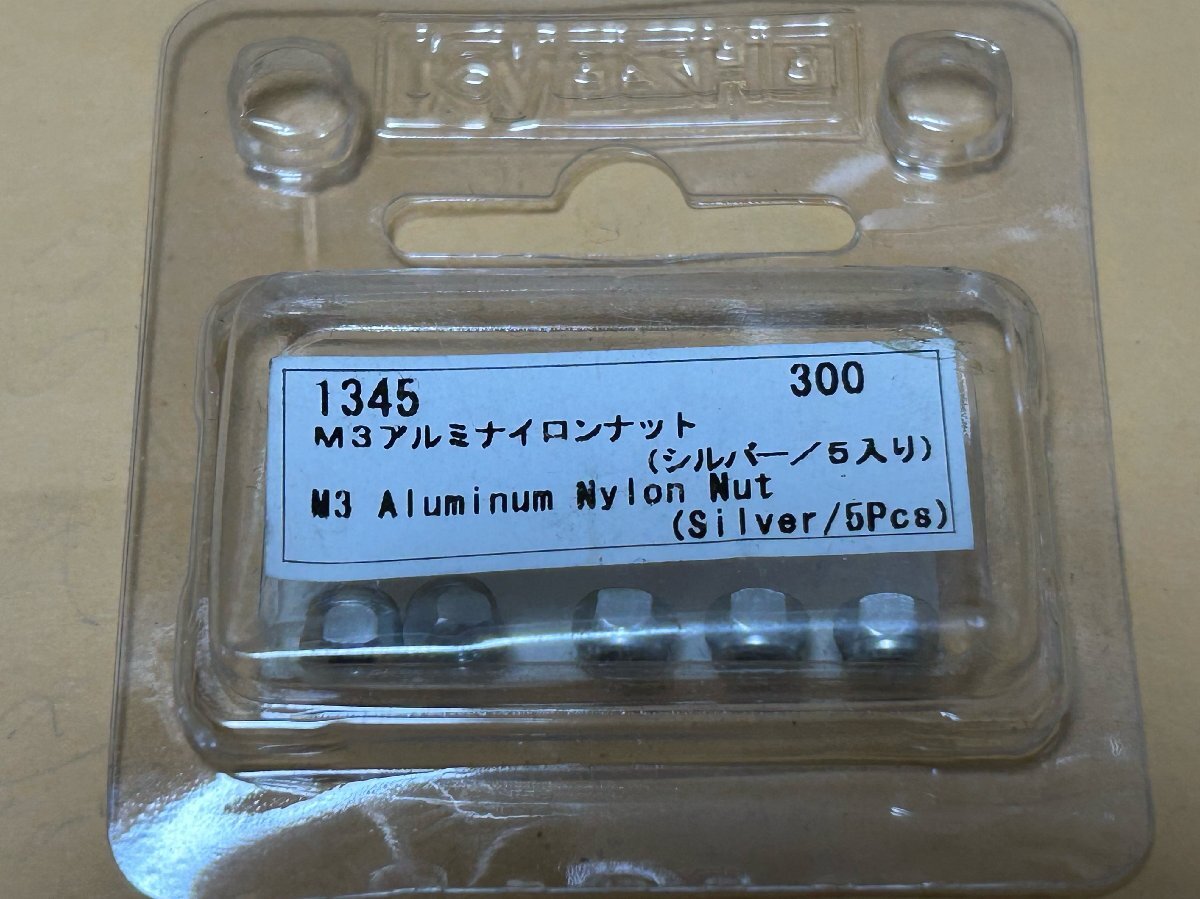 KYOSHO
1345 300
M3アルミナイロンナット
(シルバー/5入り)
M3 Aluminum Nylon Nut
(Silver/5Pcs)